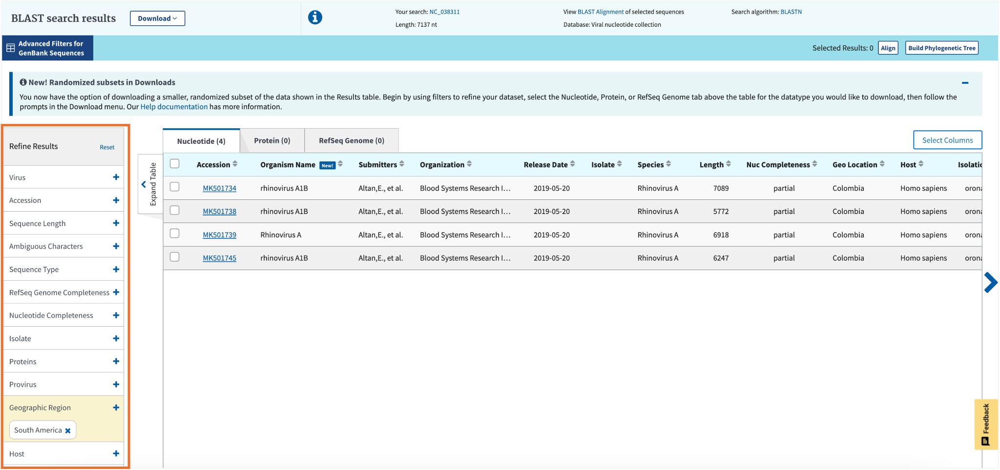 BLAST search results
Download
Your search: NC_038311
Length: 7137 nt
View BLAST Alignment of selected sequences
Database: Viral nucleotide collection
Search algorithm: BLASTN
Advanced Filters for
GenBank Sequences
Selected Results: 0
Align
Build Phylogenetic Tree
New! Randomized subsets in Downloads
You now have the option of downloading a smaller, randomized subset of the data shown in the Results table. Begin by using filters to refine your dataset, select the Nucleotide, Protein, or RefSeq Genome tab above the table for the datatype you would like to download, then follow the
prompts in the Download menu. Our Help documentation has more information.
Refine Results Reset
Virus
Accession
Sequence Length
Ambiguous Characters
Sequence Type
RefSeq Genome Completeness
Nucleotide Completeness
Isolate
Proteins
Provirus
Geographic Region
South America
Host
Expand Table
Nucleotide (4) Protein (0) RefSeq Genome (0)
Select Columns
Accession Organism Name New! Submitters Organization Release Date Isolate Species Length Nuc Completeness Geo Location Host Isolatio
MK501734 rhinovirus A1B Altan,E., et al. Blood Systems Research I... 2019-05-20 Rhinovirus A 7089 partial Colombia Homo sapiens orona
MK501738 rhinovirus A1B Altan,E., et al. Blood Systems Research I... 2019-05-20 Rhinovirus A 5772 partial Colombia Homo sapiens orona
MK501739 Rhinovirus A Altan,E., et al. Blood Systems Research I... 2019-05-20 Rhinovirus A 6918 partial Colombia Homo sapiens orona
MK501745 rhinovirus A1B Altan,E., et al. Blood Systems Research I... 2019-05-20 Rhinovirus A 6247 partial Colombia Homo sapiens orona
Feedback